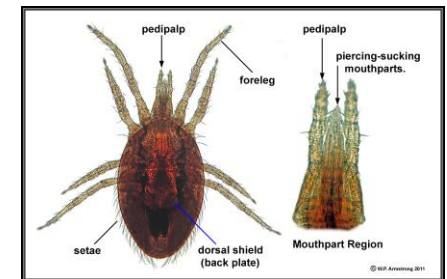 pedipalp
foreleg
setae
dorsal shield
(back plate)
pedipalp
piercing-sucking
mouthparts.
Mouthpart Region
© W.P. Armstrong 2011